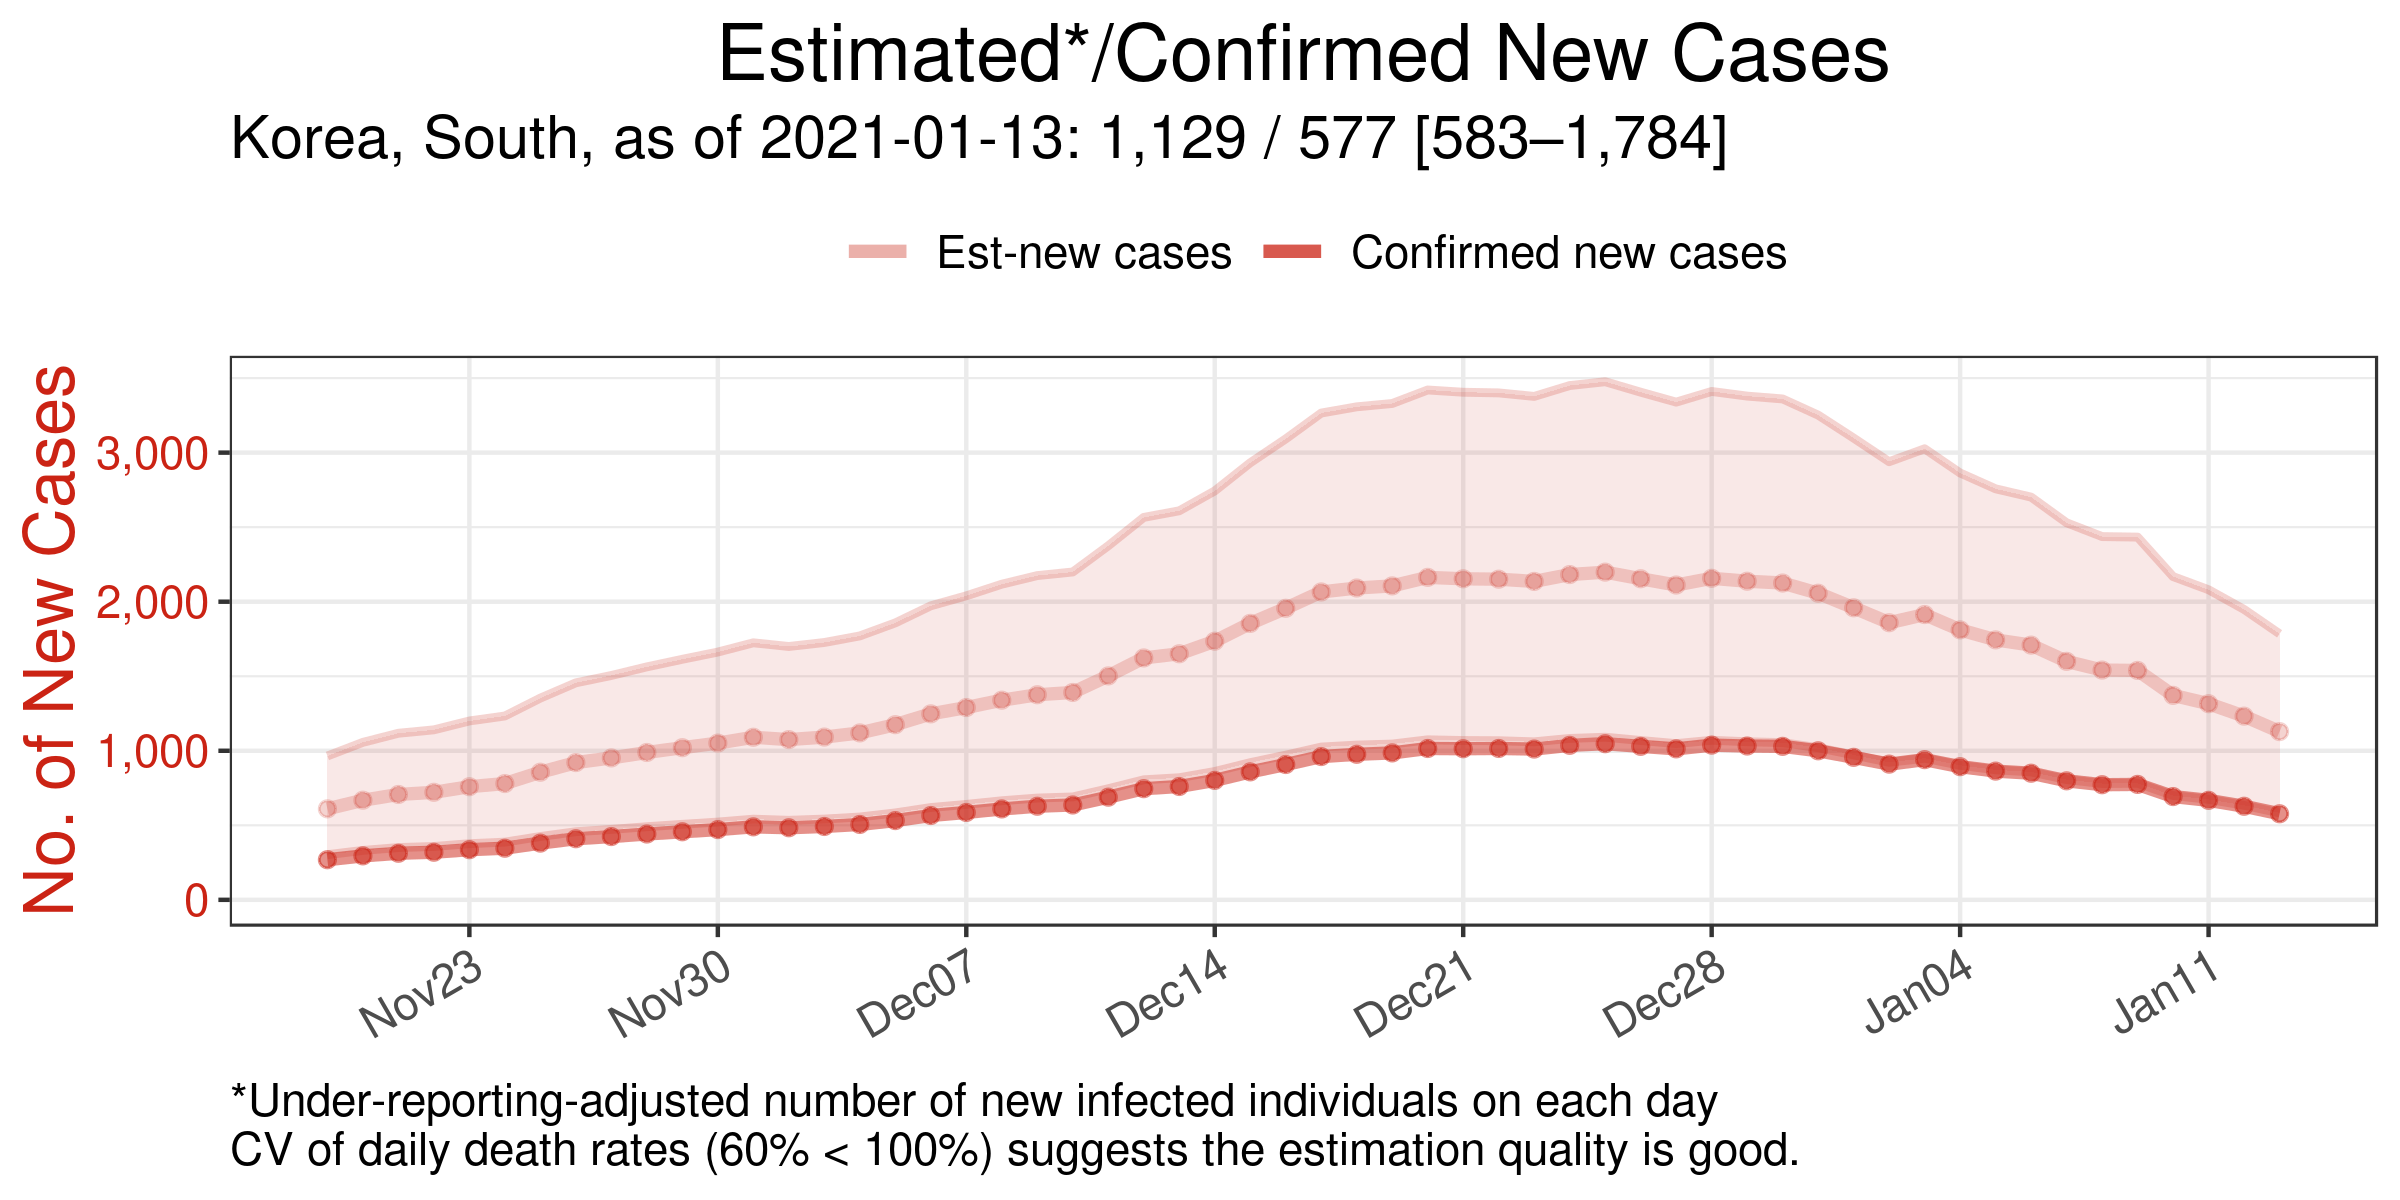 Estimated*/Confirmed New Cases
Korea, South, as of 2021-01-13: 1,129 / 577 [583–1,784]
Est-new cases
Confirmed new cases
No. of New Cases
3,000
2,000
1,000
0
Nov23
Nov30
Dec07
Dec14
Dec21
Dec28
Jan04
Jan11
*Under-reporting-adjusted number of new infected individuals on each day
CV of daily death rates (60% < 100%) suggests the estimation quality is good.